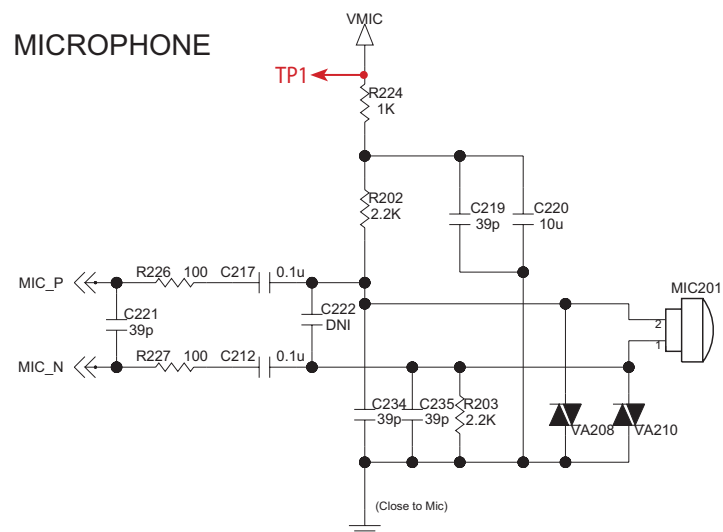 MICROPHONE
VMIC
TP1
R224
1K
R202
2.2K
C219
39p
C220
10u
MIC_P
R226 100
C217 0.1u
C221
39p
C222
DNI
MIC201
2
1
MIC_N
R227 100
C212 0.1u
C234
39p
C235
39p
R203
2.2K
VA208
VA210
(Close to Mic)